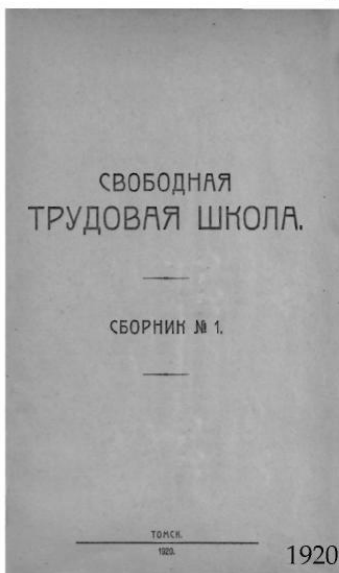 СВОБОДНАЯ
ТРУДОВАЯ ШКОЛА.
СБОРНИК № 1.
ТОМСК.
1920.
1920